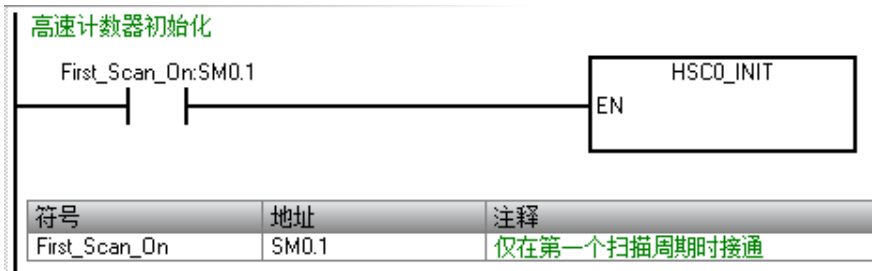 高速计数器初始化
First_Scan_On:SM0.1
HSC0_INIT
EN
符号 地址 注释
First_Scan_On SM0.1 仅在第一个扫描周期时接通